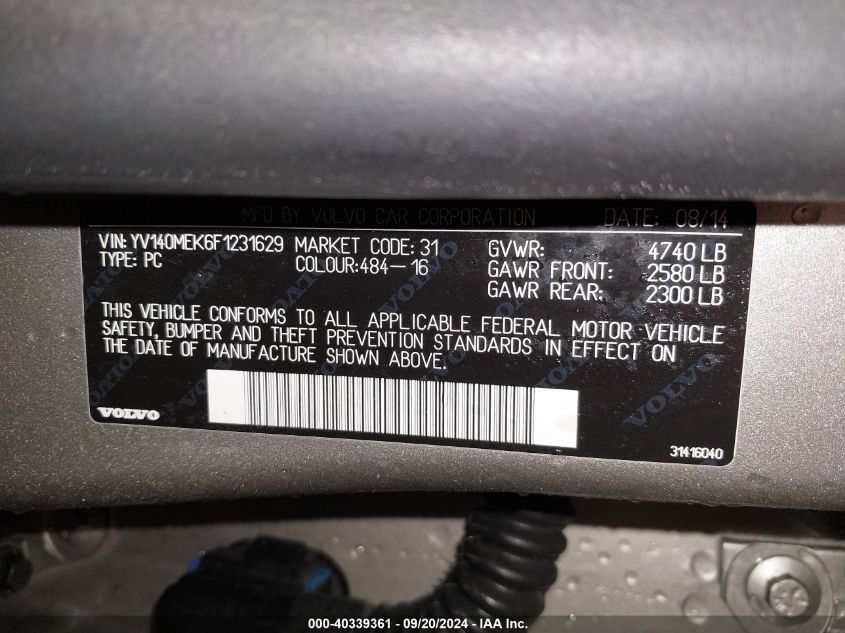 MFD BY VOLVO CAR CORPORATION DATE: 08/14
VIN: YV140MEK6F1231629 MARKET CODE: 31 GVWR: 4740 LB
TYPE: PC COLOUR:484-16 GAWR FRONT: 2580 LB
GAWR REAR: 2300 LB
THIS VEHICLE CONFORMS TO ALL APPLICABLE FEDERAL MOTOR VEHICLE
SAFETY, BUMPER AND THEFT PREVENTION STANDARDS IN EFFECT ON
THE DATE OF MANUFACTURE SHOWN ABOVE.
VOLVO
31416040
000-40339361 - 09/20/2024 - IAA Inc.